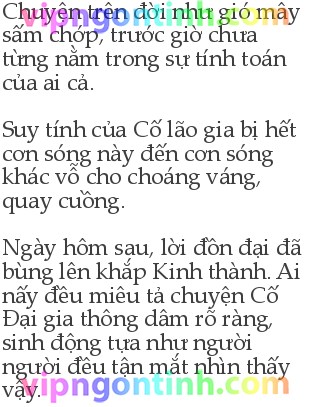 Chuyện trên đời như gió mây
vipngontinh.com
sấm chớp, trước giờ chưa
từng nằm trong sự tính toán
của ai cả.
Suy tính của Cố lão gia bị hết
cơn sóng này đến cơn sóng
khác vỗ cho choáng váng,
quay cuồng.
Ngày hôm sau, lời đồn đại đã
bùng lên khắp Kinh thành. Ai
nấy đều miêu tả chuyện Cố
Đại gia thông dâm rõ ràng,
sinh động tựa như người
người đều tận mắt nhìn thấy
vậy.
vipngontinh.com